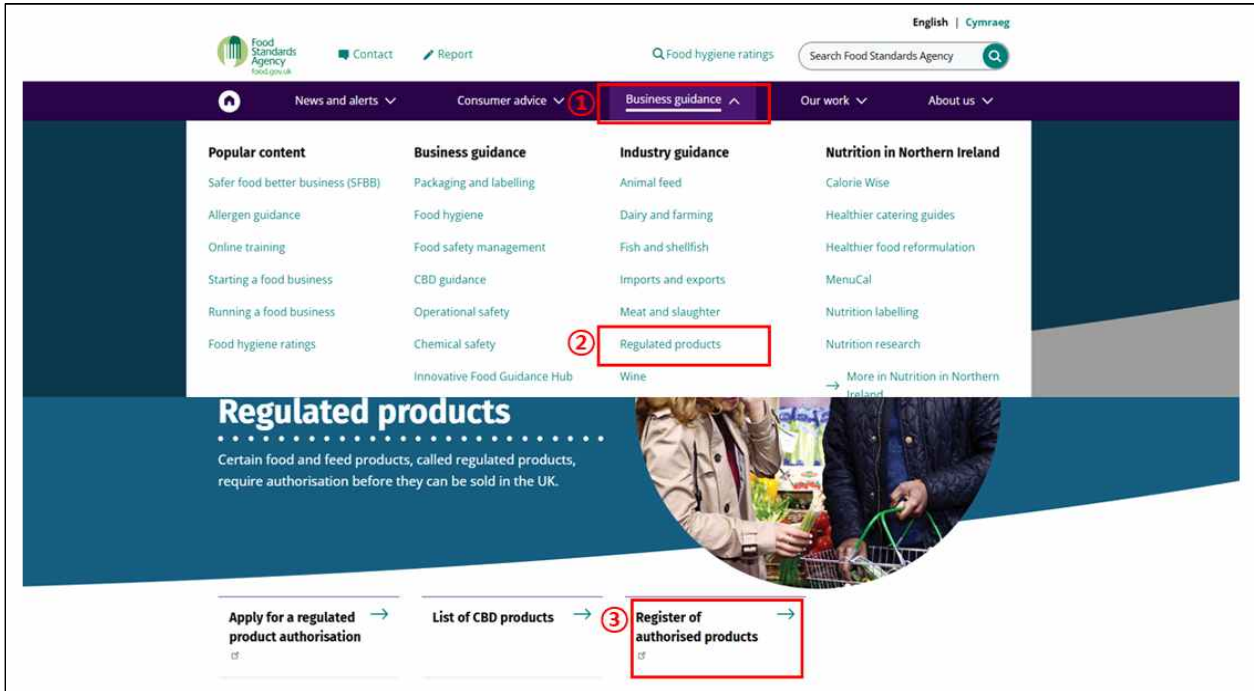 English | Cymraeg
Food
Standards
Agency
food.gov.uk
Contact
Report
Food hygiene ratings
Search Food Standards Agency
News and alerts
Consumer advice
① Business guidance
Our work
About us
Popular content
Safer food better business (SFBB)
Allergen guidance
Online training
Starting a food business
Running a food business
Food hygiene ratings
Business guidance
Packaging and labelling
Food hygiene
Food safety management
CBD guidance
Operational safety
Chemical safety
Innovative Food Guidance Hub
Industry guidance
Animal feed
Dairy and farming
Fish and shellfish
Imports and exports
Meat and slaughter
② Regulated products
Wine
Nutrition in Northern Ireland
Calorie Wise
Healthier catering guides
Healthier food reformulation
MenuCal
Nutrition labelling
Nutrition research
→ More in Nutrition in Northern
Ireland
Regulated products
Certain food and feed products, called regulated products,
require authorisation before they can be sold in the UK.
Apply for a regulated →
product authorisation
List of CBD products →
③ Register of →
authorised products